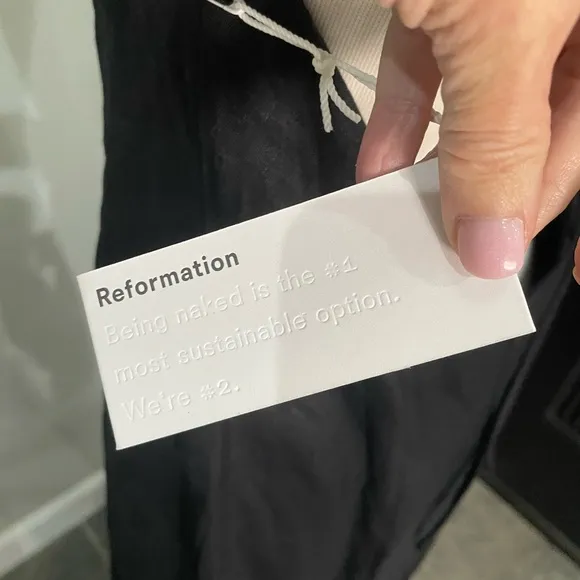 Reformation
Being naked is the #1
most sustainable option.
We're #2.